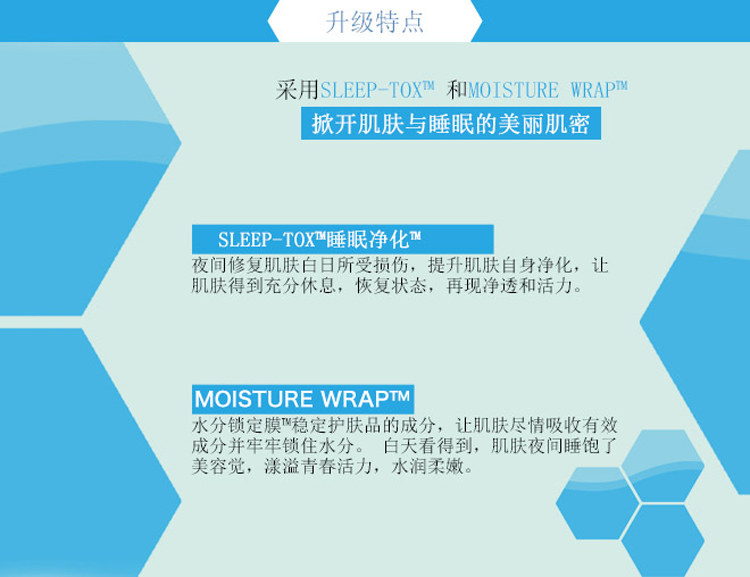 升级特点
采用SLEEP-TOX™ 和MOISTURE WRAP™
掀开肌肤与睡眠的美丽肌密
SLEEP-TOX™睡眠净化™
夜间修复肌肤白日所受损伤，提升肌肤自身净化，让
肌肤得到充分休息，恢复状态，再现净透和活力。
MOISTURE WRAP™
水分锁定膜™稳定护肤品的成分，让肌肤尽情吸收有效
成分并牢牢锁住水分。 白天看得到，肌肤夜间睡饱了
美容觉，漾溢青春活力，水润柔嫩。